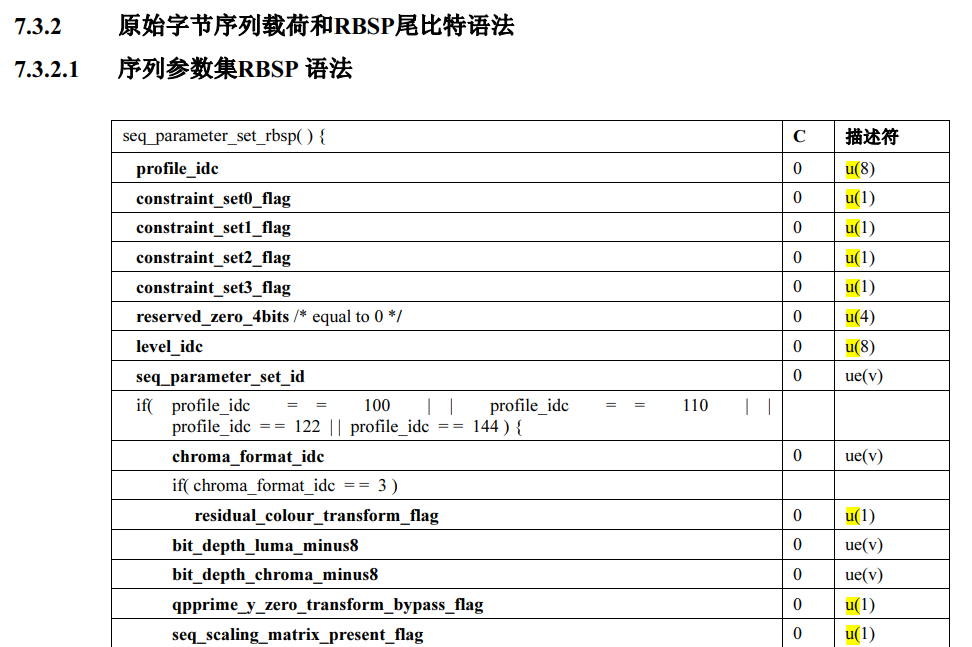 7.3.2 原始字节序列载荷和RBSP尾比特语法
7.3.2.1 序列参数集RBSP 语法
seq_parameter_set_rbsp( ) { C 描述符
profile_idc 0 u(8)
constraint_set0_flag 0 u(1)
constraint_set1_flag 0 u(1)
constraint_set2_flag 0 u(1)
constraint_set3_flag 0 u(1)
reserved_zero_4bits /* equal to 0 */ 0 u(4)
level_idc 0 u(8)
seq_parameter_set_id 0 ue(v)
if( profile_idc = = 100 | | profile_idc = = 110 | |
profile_idc = = 122 | | profile_idc = = 144 ) {
chroma_format_idc 0 ue(v)
if( chroma_format_idc = = 3 )
residual_colour_transform_flag 0 u(1)
bit_depth_luma_minus8 0 ue(v)
bit_depth_chroma_minus8 0 ue(v)
qpprime_y_zero_transform_bypass_flag 0 u(1)
seq_scaling_matrix_present_flag 0 u(1)